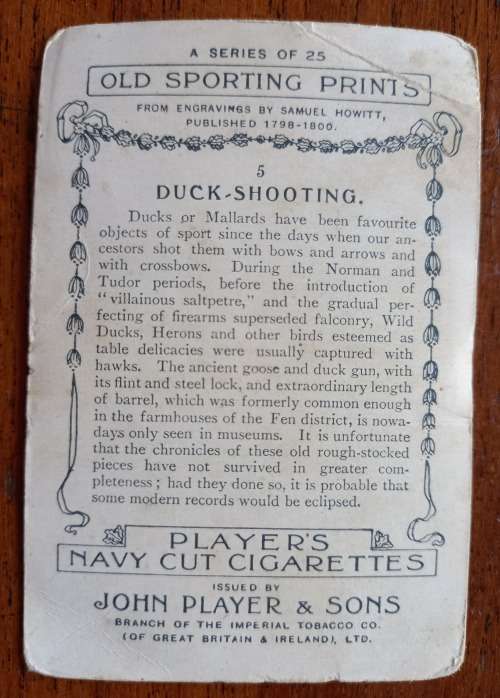 A SERIES OF 25
OLD SPORTING PRINTS
FROM ENGRAVINGS BY SAMUEL HOWITT,
PUBLISHED 1798-1800.
5
DUCK-SHOOTING.
Ducks or Mallards have been favourite
objects of sport since the days when our an-
cestors shot them with bows and arrows and
with crossbows. During the Norman and
Tudor periods, before the introduction of
"villainous saltpetre," and the gradual per-
fecting of firearms superseded falconry, Wild
Ducks, Herons and other birds esteemed as
table delicacies were usually captured with
hawks. The ancient goose and duck gun, with
its flint and steel lock, and extraordinary length
of barrel, which was formerly common enough
in the farmhouses of the Fen district, is nowa-
days only seen in museums. It is unfortunate
that the chronicles of these old rough-stocked
pieces have not survived in greater com-
pleteness; had they done so, it is probable that
some modern records would be eclipsed.
PLAYER'S
NAVY CUT CIGARETTES
ISSUED BY
JOHN PLAYER & SONS
BRANCH OF THE IMPERIAL TOBACCO CO.
(OF GREAT BRITAIN & IRELAND), LTD.